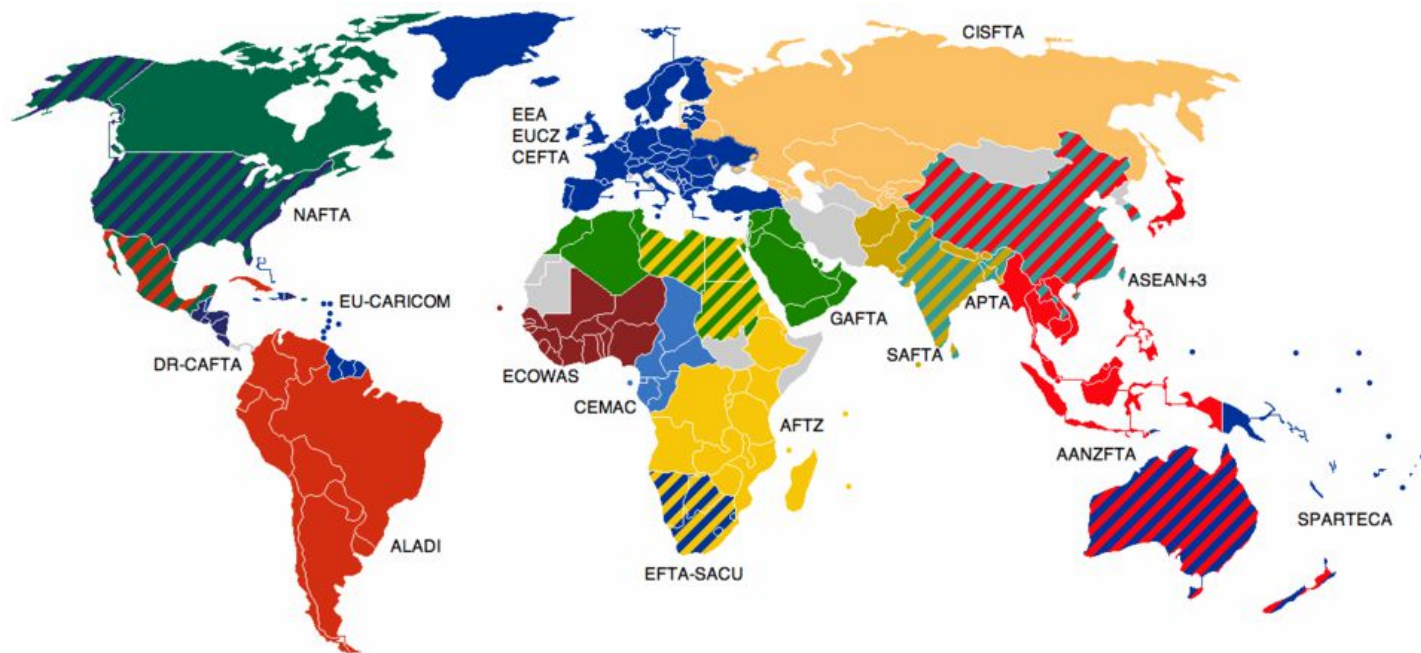 CISFTA
EEA
EUCZ
CEFTA
NAFTA
EU-CARICOM
DR-CAFTA
ALADI
ECOWAS
CEMAC
GAFTA
AFTZ
EFTA-SACU
SAFTA
APTA
ASEAN+3
AANZFTA
SPARTECA